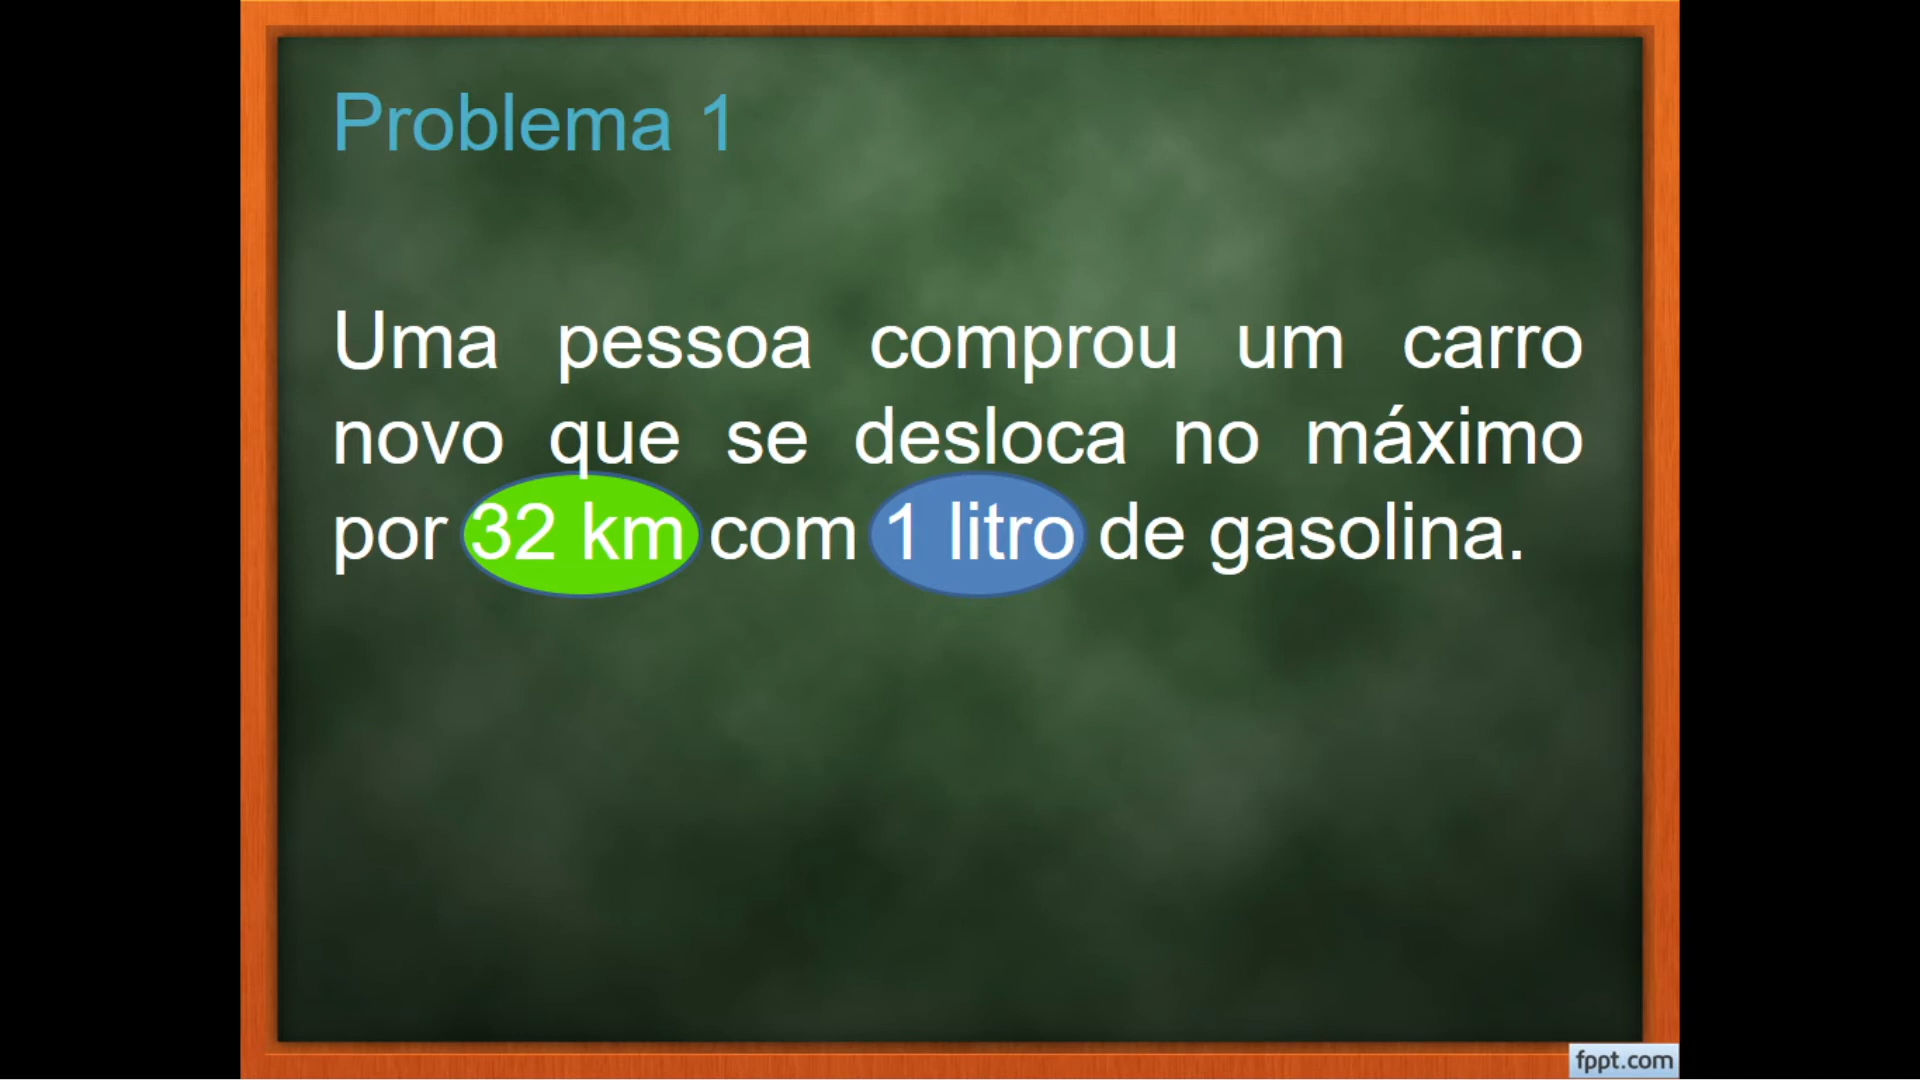 Problema 1
Uma pessoa comprou um carro
novo que se desloca no máximo
por 32 km com 1 litro de gasolina.
fppt.com